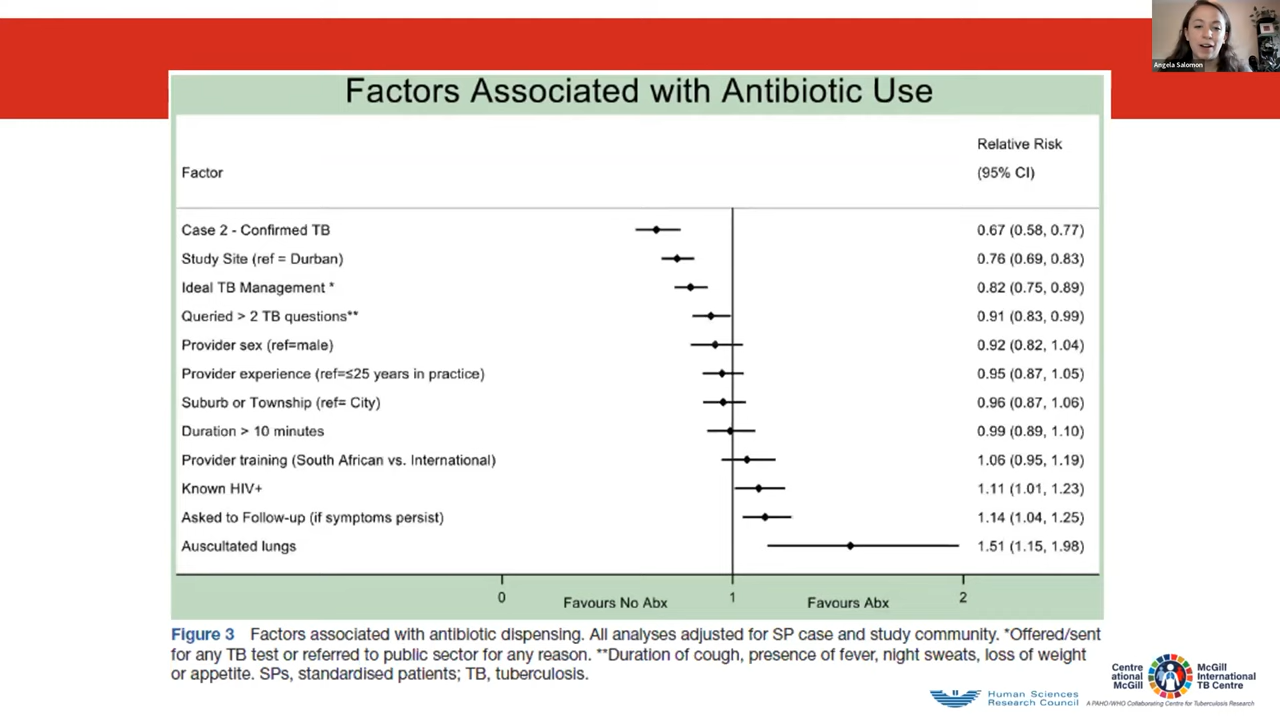 Angela Salomon
Factors Associated with Antibiotic Use
Factor
Relative Risk
(95% CI)
Case 2 - Confirmed TB 0.67 (0.58, 0.77)
Study Site (ref = Durban) 0.76 (0.69, 0.83)
Ideal TB Management * 0.82 (0.75, 0.89)
Queried > 2 TB questions** 0.91 (0.83, 0.99)
Provider sex (ref=male) 0.92 (0.82, 1.04)
Provider experience (ref=≤25 years in practice) 0.95 (0.87, 1.05)
Suburb or Township (ref= City) 0.96 (0.87, 1.06)
Duration > 10 minutes 0.99 (0.89, 1.10)
Provider training (South African vs. International) 1.06 (0.95, 1.19)
Known HIV+ 1.11 (1.01, 1.23)
Asked to Follow-up (if symptoms persist) 1.14 (1.04, 1.25)
Auscultated lungs 1.51 (1.15, 1.98)
0 1 2
Favours No Abx Favours Abx
Figure 3 Factors associated with antibiotic dispensing. All analyses adjusted for SP case and study community. *Offered/sent
for any TB test or referred to public sector for any reason. **Duration of cough, presence of fever, night sweats, loss of weight
or appetite. SPs, standardised patients; TB, tuberculosis.
Human Sciences
Research Council
Centre
ational
McGill
McGill
International
TB Centre
A PAHO/WHO Collaborating Centre for Tuberculosis Research